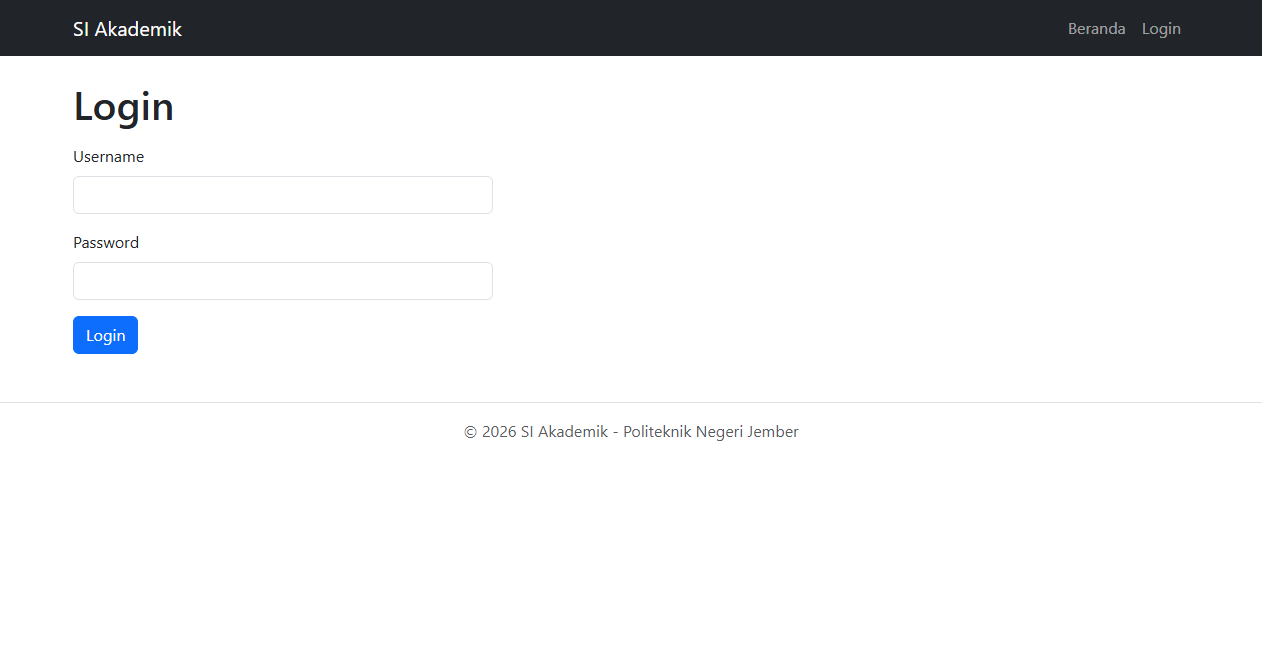 SI Akademik
Beranda Login
Login
Username
Password
Login
© 2026 SI Akademik - Politeknik Negeri Jember